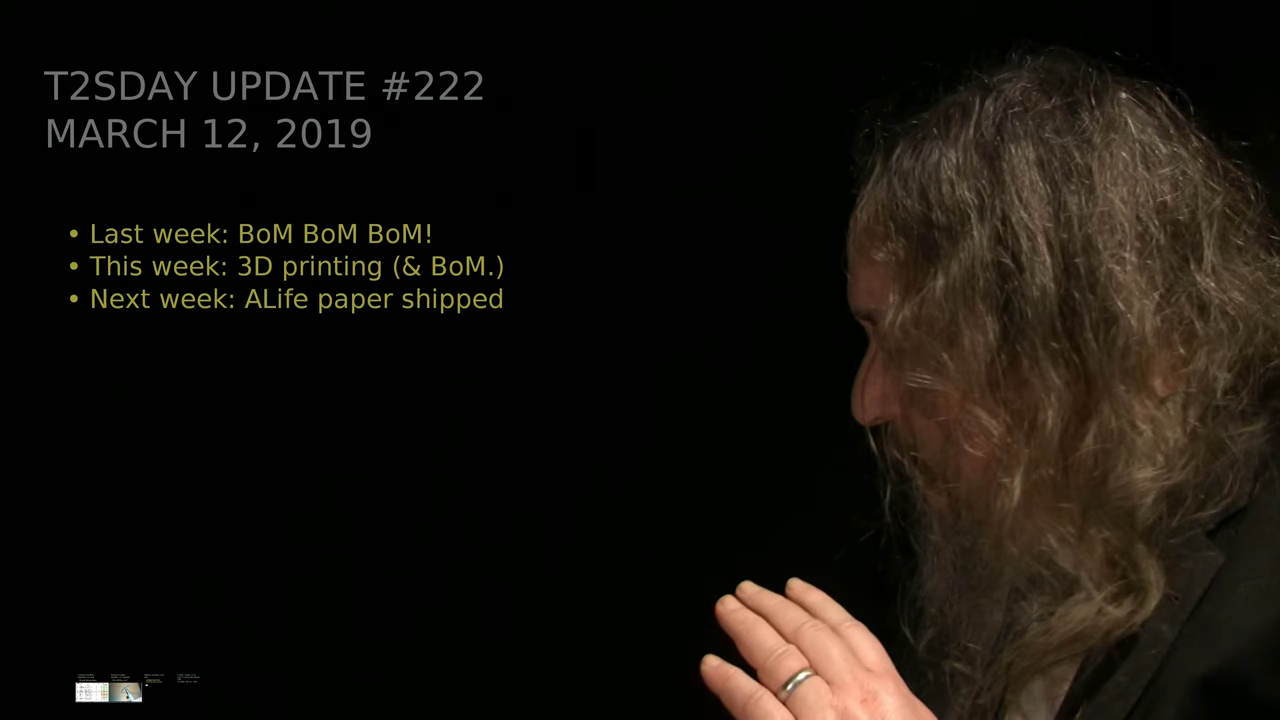 T2SDAY UPDATE #222
MARCH 12, 2019
• Last week: BoM BoM BoM!
• This week: 3D printing (& BoM.)
• Next week: ALife paper shipped